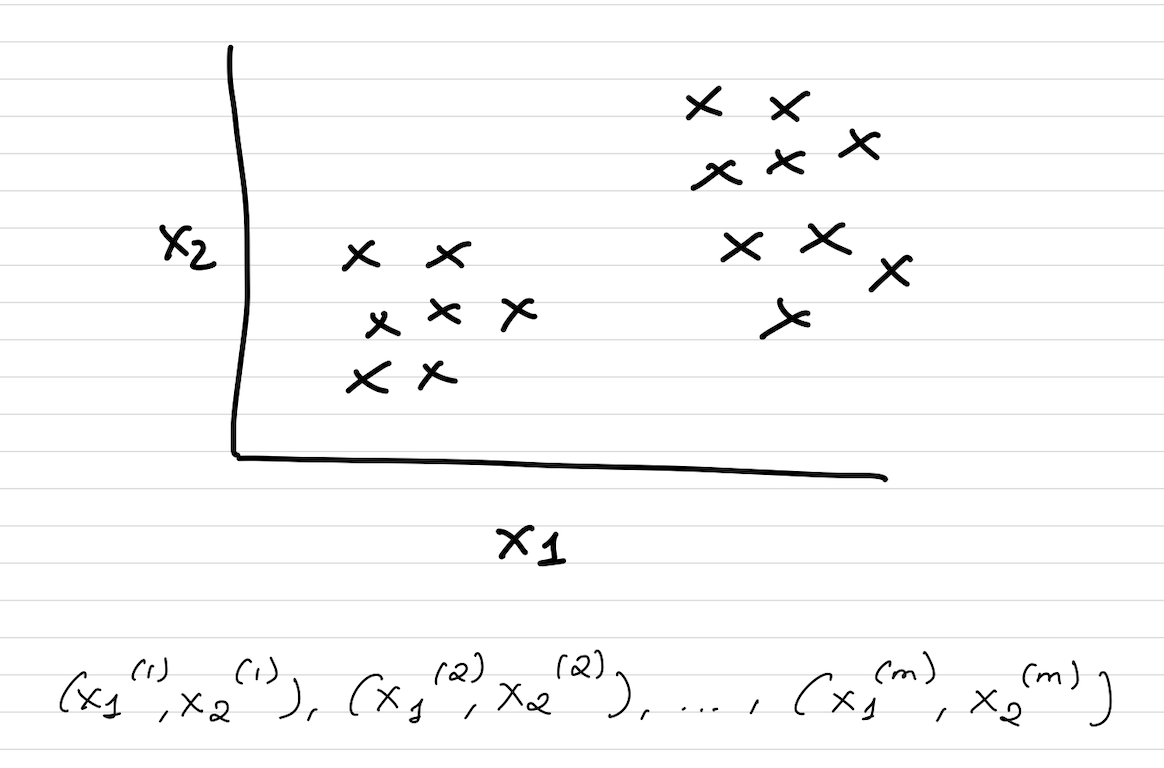 x₂
x₁
(x₁⁽¹⁾, x₂⁽¹⁾), (x₁⁽²⁾, x₂⁽²⁾), ... , (x₁⁽ᵐ⁾, x₂⁽ᵐ⁾)